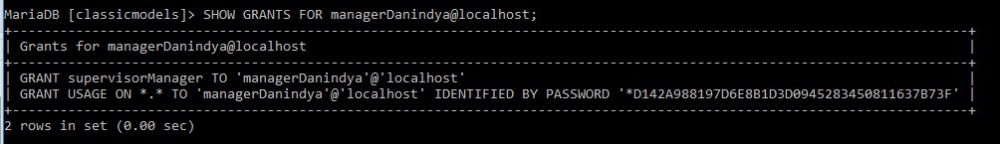 MariaDB [classicmodels]> SHOW GRANTS FOR managerDanindya@localhost;
+------------------------------------------------------------------------------------------------------------------------+
| Grants for managerDanindya@localhost |
+------------------------------------------------------------------------------------------------------------------------+
| GRANT supervisorManager TO 'managerDanindya'@'localhost' |
| GRANT USAGE ON *.* TO 'managerDanindya'@'localhost' IDENTIFIED BY PASSWORD '*D142A988197D6E8B1D3D0945283450811637B73F' |
+------------------------------------------------------------------------------------------------------------------------+
2 rows in set (0.00 sec)